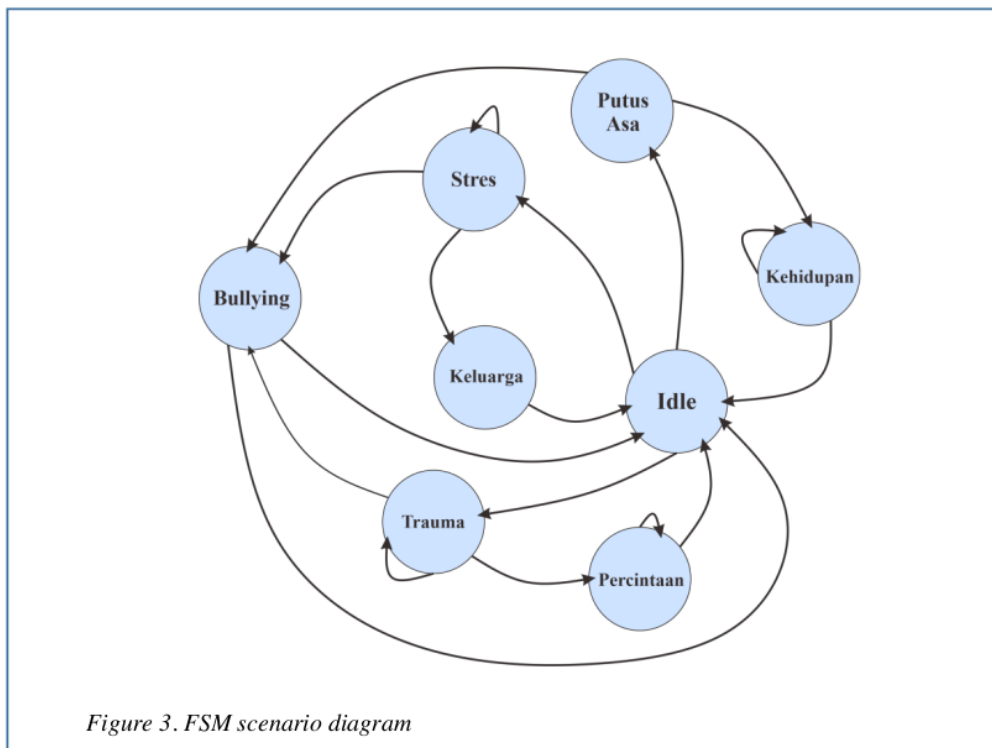 Putus
Asa
Stres
Kehidupan
Bullying
Keluarga
Idle
Trauma
Percintaan
Figure 3. FSM scenario diagram